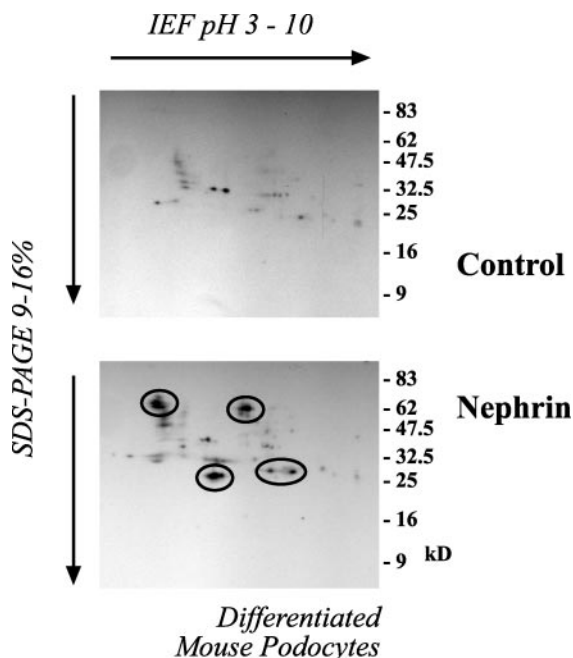 IEF pH 3 - 10
SDS-PAGE 9-16%
- 83
- 62
- 47.5
- 32.5
- 25
- 16
- 9
Control
- 83
- 62
- 47.5
- 32.5
- 25
- 16
- 9 kD
Nephrin
Differentiated
Mouse Podocytes